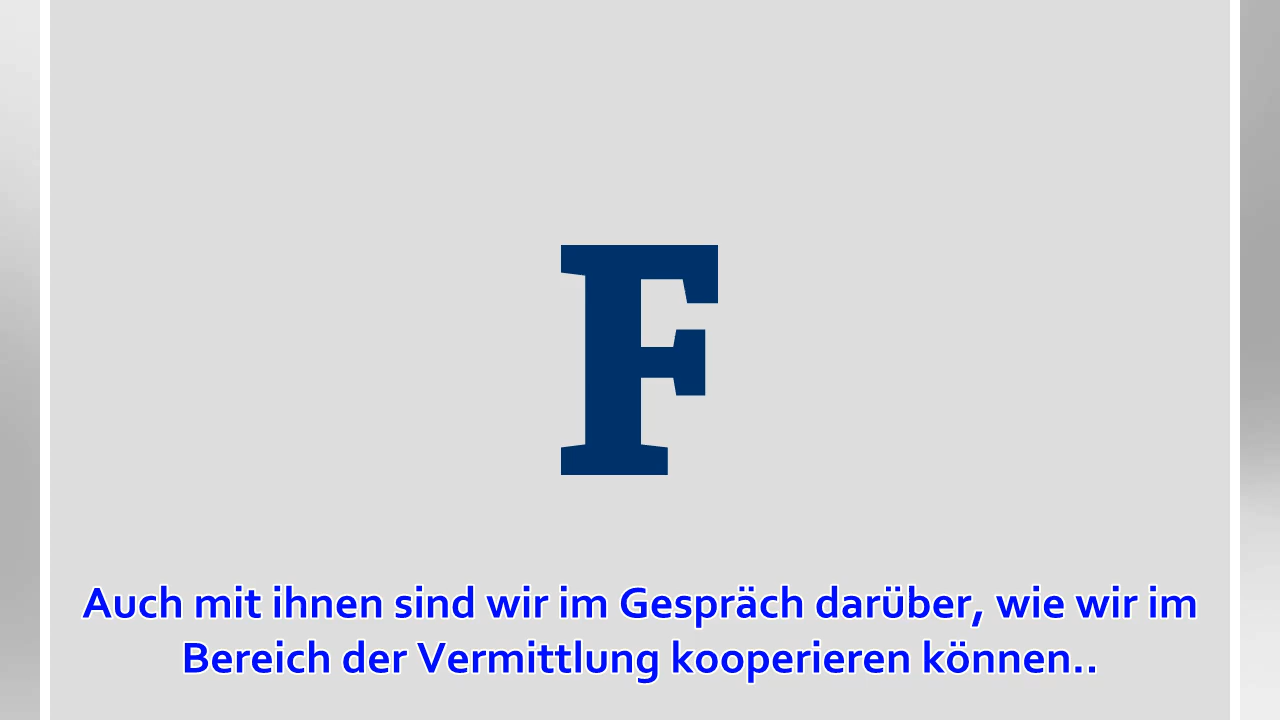 F
Auch mit ihnen sind wir im Gespräch darüber, wie wir im
Bereich der Vermittlung kooperieren können..